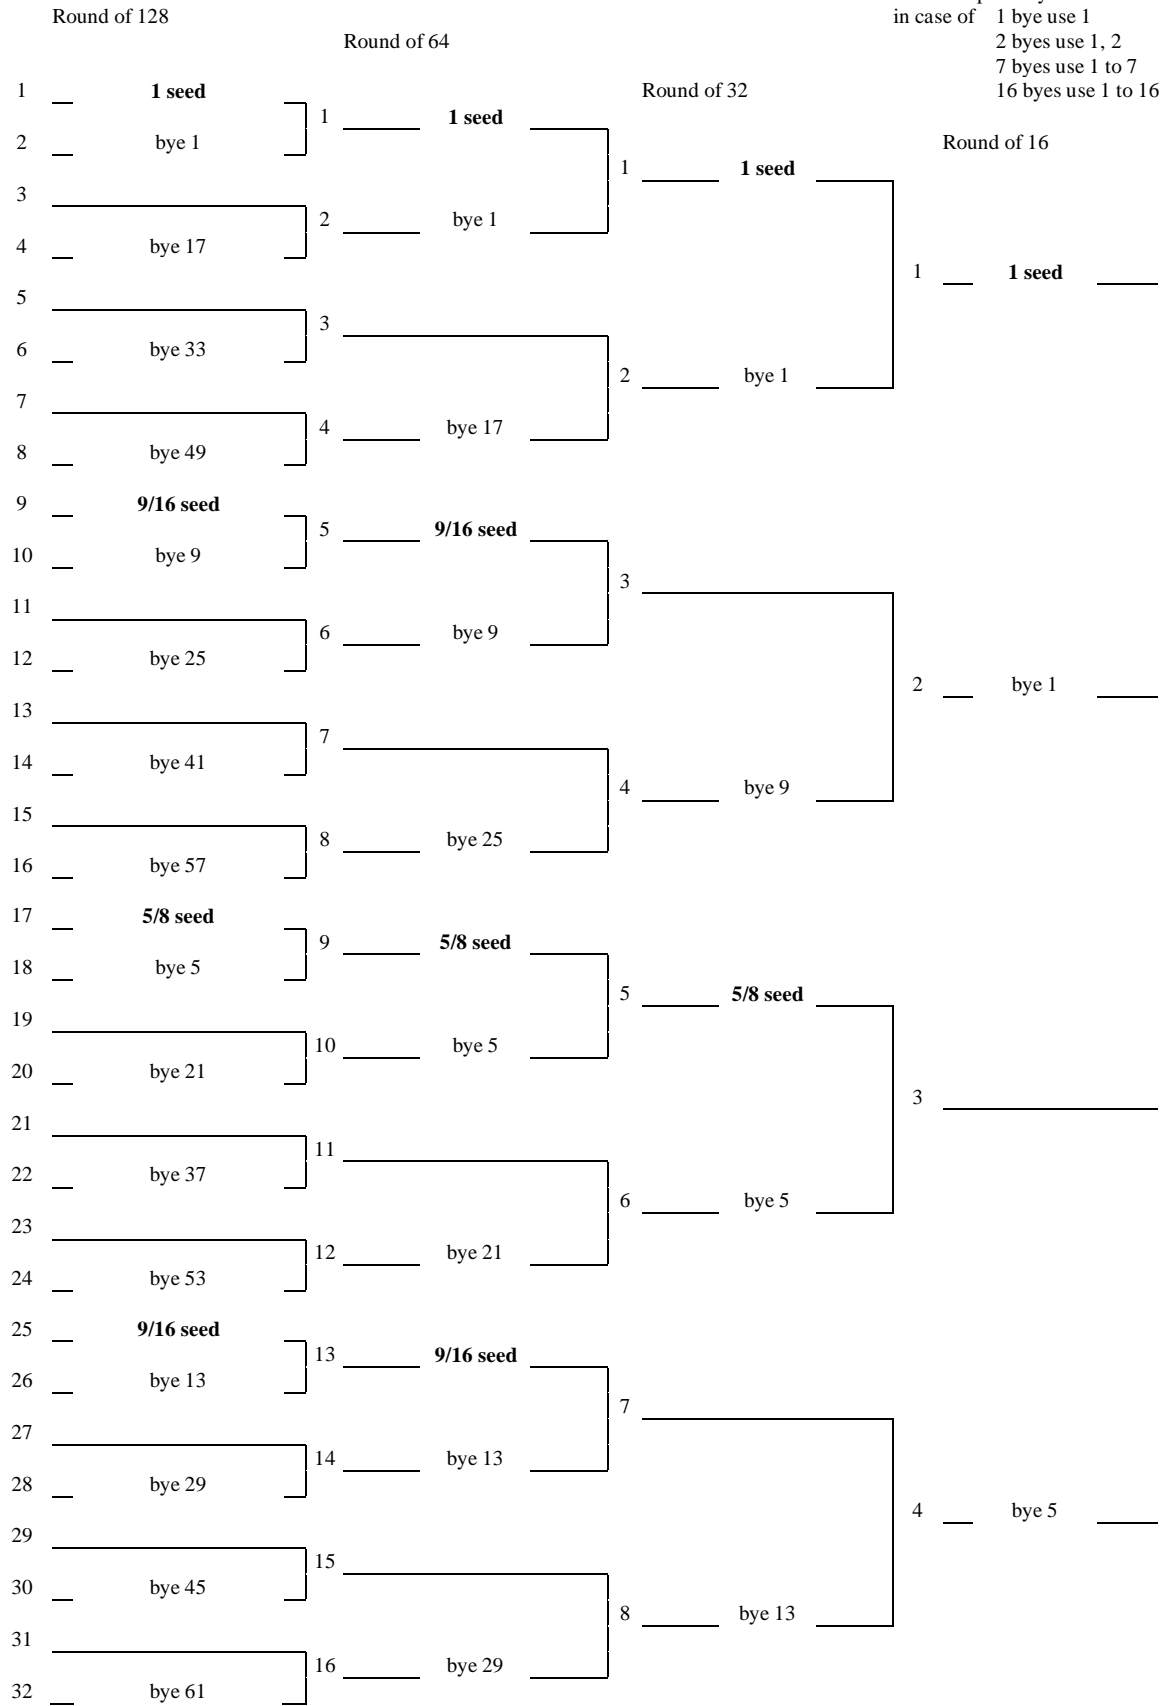 Round of 128
in case of 1 bye use 1
Round of 64
2 byes use 1, 2
7 byes use 1 to 7
1 1 seed
Round of 32
16 byes use 1 to 16
1 1 seed
2 bye 1
Round of 16
1 1 seed
3
2 bye 1
4 bye 17
1 1 seed
5
3
6 bye 33
2 bye 1
7
4 bye 17
8 bye 49
9 9/16 seed
5 9/16 seed
10 bye 9
3
11
6 bye 9
12 bye 25
2 bye 1
13
7
14 bye 41
4 bye 9
15
8 bye 25
16 bye 57
17 5/8 seed
9 5/8 seed
18 bye 5
5 5/8 seed
19
10 bye 5
20 bye 21
3
21
11
22 bye 37
6 bye 5
23
12 bye 21
24 bye 53
25 9/16 seed
13 9/16 seed
26 bye 13
7
27
14 bye 13
28 bye 29
4 bye 5
29
15
30 bye 45
8 bye 13
31
16 bye 29
32 bye 61